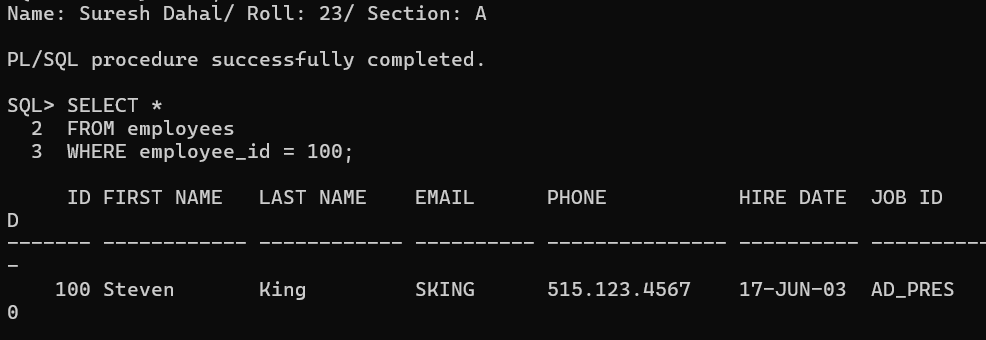 Name: Suresh Dahal/ Roll: 23/ Section: A
PL/SQL procedure successfully completed.
SQL> SELECT *
  2  FROM employees
  3  WHERE employee_id = 100;
     ID FIRST NAME   LAST NAME    EMAIL      PHONE           HIRE DATE  JOB ID
D
------- ------------ ------------ ---------- --------------- ---------- ----------
-
    100 Steven       King         SKING      515.123.4567    17-JUN-03  AD_PRES
0